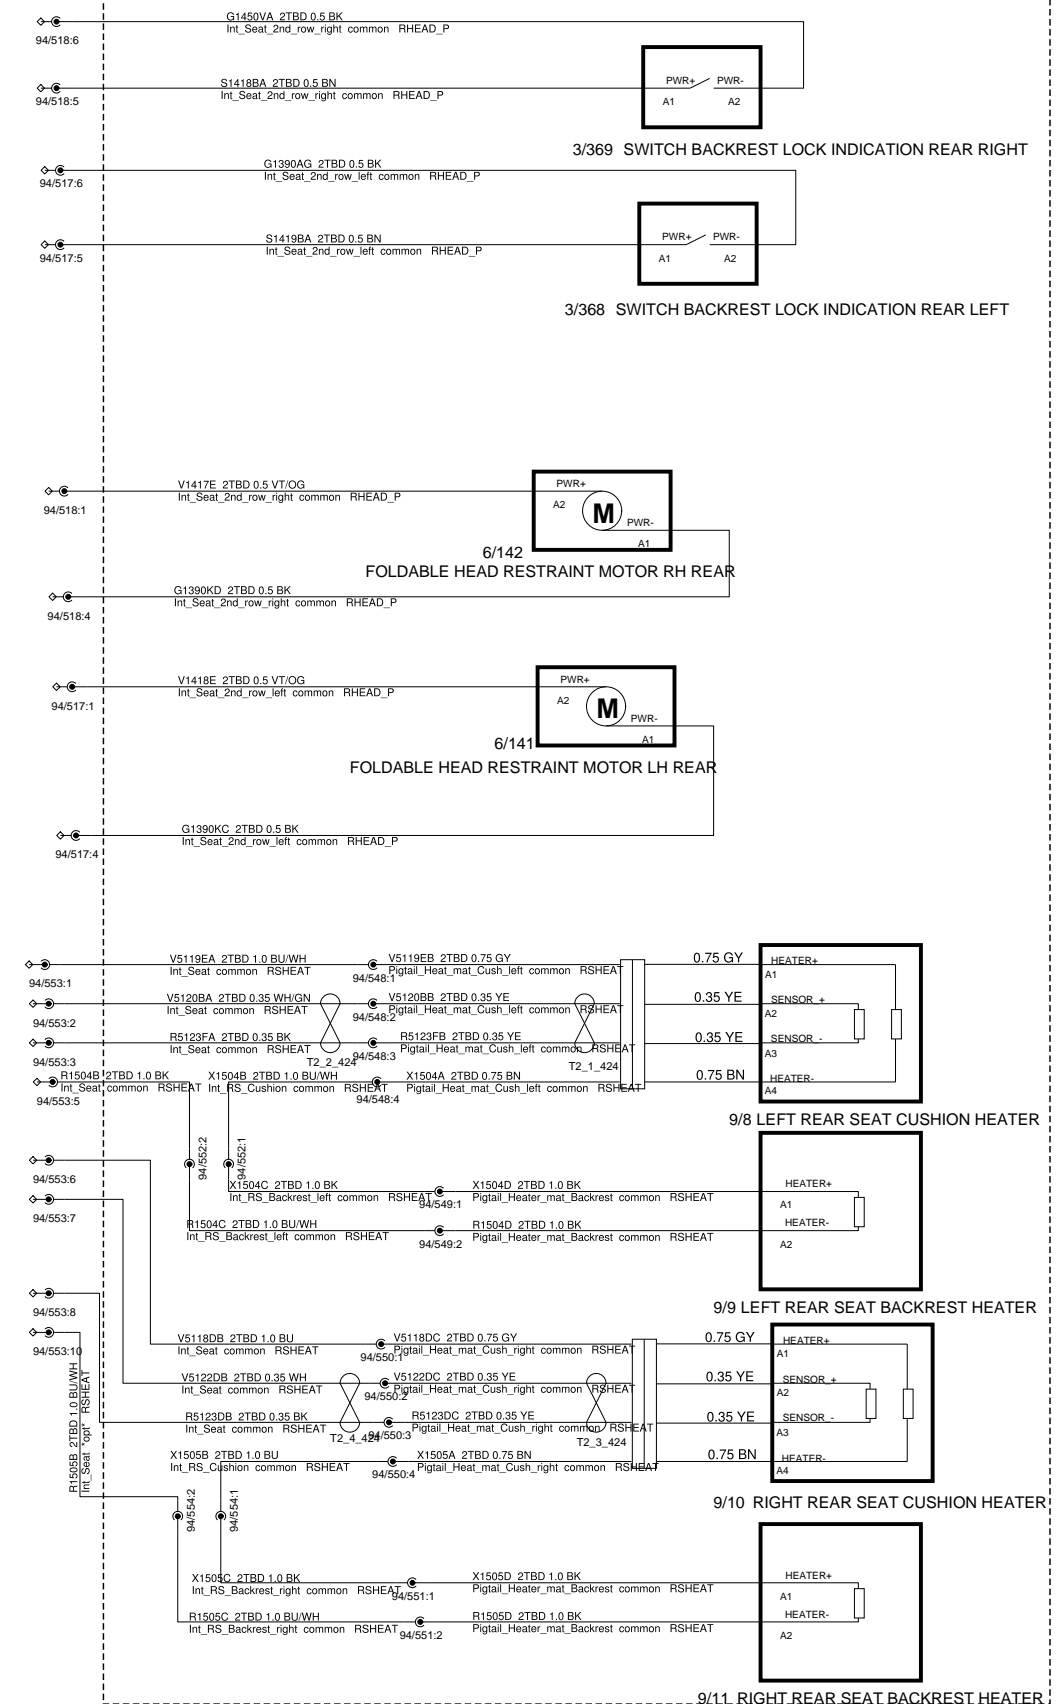 G1450VA 2TBD 0.5 BK
Int_Seat_2nd_row_right common RHEAD_P
94/518:6
S1418BA 2TBD 0.5 BN
Int_Seat_2nd_row_right common RHEAD_P
94/518:5
PWR+ PWR-
A1 A2
3/369 SWITCH BACKREST LOCK INDICATION REAR RIGHT
G1390AG 2TBD 0.5 BK
Int_Seat_2nd_row_left common RHEAD_P
94/517:6
S1419BA 2TBD 0.5 BN
Int_Seat_2nd_row_left common RHEAD_P
94/517:5
PWR+ PWR-
A1 A2
3/368 SWITCH BACKREST LOCK INDICATION REAR LEFT
V1417E 2TBD 0.5 VT/OG
Int_Seat_2nd_row_right common RHEAD_P
94/518:1
PWR+
A2
M
PWR-
A1
6/142
FOLDABLE HEAD RESTRAINT MOTOR RH REAR
G1390KD 2TBD 0.5 BK
Int_Seat_2nd_row_right common RHEAD_P
94/518:4
V1418E 2TBD 0.5 VT/OG
Int_Seat_2nd_row_left common RHEAD_P
94/517:1
PWR+
A2
M
PWR-
A1
6/141
FOLDABLE HEAD RESTRAINT MOTOR LH REAR
G1390KC 2TBD 0.5 BK
Int_Seat_2nd_row_left common RHEAD_P
94/517:4
V5119EA 2TBD 1.0 BU/WH
Int_Seat common RSHEAT
94/553:1
94/548:1
V5119EB 2TBD 0.75 GY
Pigtail_Heat_mat_Cush_left common RSHEAT
0.75 GY
HEATER+
A1
V5120BA 2TBD 0.35 WH/GN
Int_Seat common RSHEAT
94/553:2
94/548:2
V5120BB 2TBD 0.35 YE
Pigtail_Heat_mat_Cush_left common RSHEAT
0.35 YE
SENSOR_+
A2
R5123FA 2TBD 0.35 BK
Int_Seat common RSHEAT
94/553:3
T2_2_424
94/548:3
R5123FB 2TBD 0.35 YE
Pigtail_Heat_mat_Cush_left common RSHEAT
T2_1_424
0.35 YE
SENSOR_-
A3
R1504B 2TBD 1.0 BK
Int_Seat common RSHEAT
94/553:5
X1504B 2TBD 1.0 BU/WH
Int_RS_Cushion common RSHEAT
94/548:4
X1504A 2TBD 0.75 BN
Pigtail_Heat_mat_Cush_left common RSHEAT
0.75 BN
HEATER-
A4
9/8 LEFT REAR SEAT CUSHION HEATER
94/552:2
94/552:1
94/553:6
94/553:7
X1504C 2TBD 1.0 BK
Int_RS_Backrest_left common RSHEAT
94/549:1
X1504D 2TBD 1.0 BK
Pigtail_Heater_mat_Backrest common RSHEAT
HEATER+
A1
R1504C 2TBD 1.0 BU/WH
Int_RS_Backrest_left common RSHEAT
94/549:2
R1504D 2TBD 1.0 BK
Pigtail_Heater_mat_Backrest common RSHEAT
HEATER-
A2
9/9 LEFT REAR SEAT BACKREST HEATER
94/553:8
94/553:10
R1505B 2TBD 1.0 BU/WH
Int_Seat *opt* RSHEAT
V5118DB 2TBD 1.0 BU
Int_Seat common RSHEAT
94/550:1
V5118DC 2TBD 0.75 GY
Pigtail_Heat_mat_Cush_right common RSHEAT
0.75 GY
HEATER+
A1
V5122DB 2TBD 0.35 WH
Int_Seat common RSHEAT
94/550:2
V5122DC 2TBD 0.35 YE
Pigtail_Heat_mat_Cush_right common RSHEAT
0.35 YE
SENSOR_+
A2
R5123DB 2TBD 0.35 BK
Int_Seat common RSHEAT
T2_4_424
94/550:3
R5123DC 2TBD 0.35 YE
Pigtail_Heat_mat_Cush_right common RSHEAT
T2_3_424
0.35 YE
SENSOR_-
A3
X1505B 2TBD 1.0 BU
Int_RS_Cushion common RSHEAT
94/550:4
X1505A 2TBD 0.75 BN
Pigtail_Heat_mat_Cush_right common RSHEAT
0.75 BN
HEATER-
A4
9/10 RIGHT REAR SEAT CUSHION HEATER
94/554:2
94/554:1
X1505C 2TBD 1.0 BK
Int_RS_Backrest_right common RSHEAT
94/551:1
X1505D 2TBD 1.0 BK
Pigtail_Heater_mat_Backrest common RSHEAT
HEATER+
A1
R1505C 2TBD 1.0 BU/WH
Int_RS_Backrest_right common RSHEAT
94/551:2
R1505D 2TBD 1.0 BK
Pigtail_Heater_mat_Backrest common RSHEAT
HEATER-
A2
9/11 RIGHT REAR SEAT BACKREST HEATER